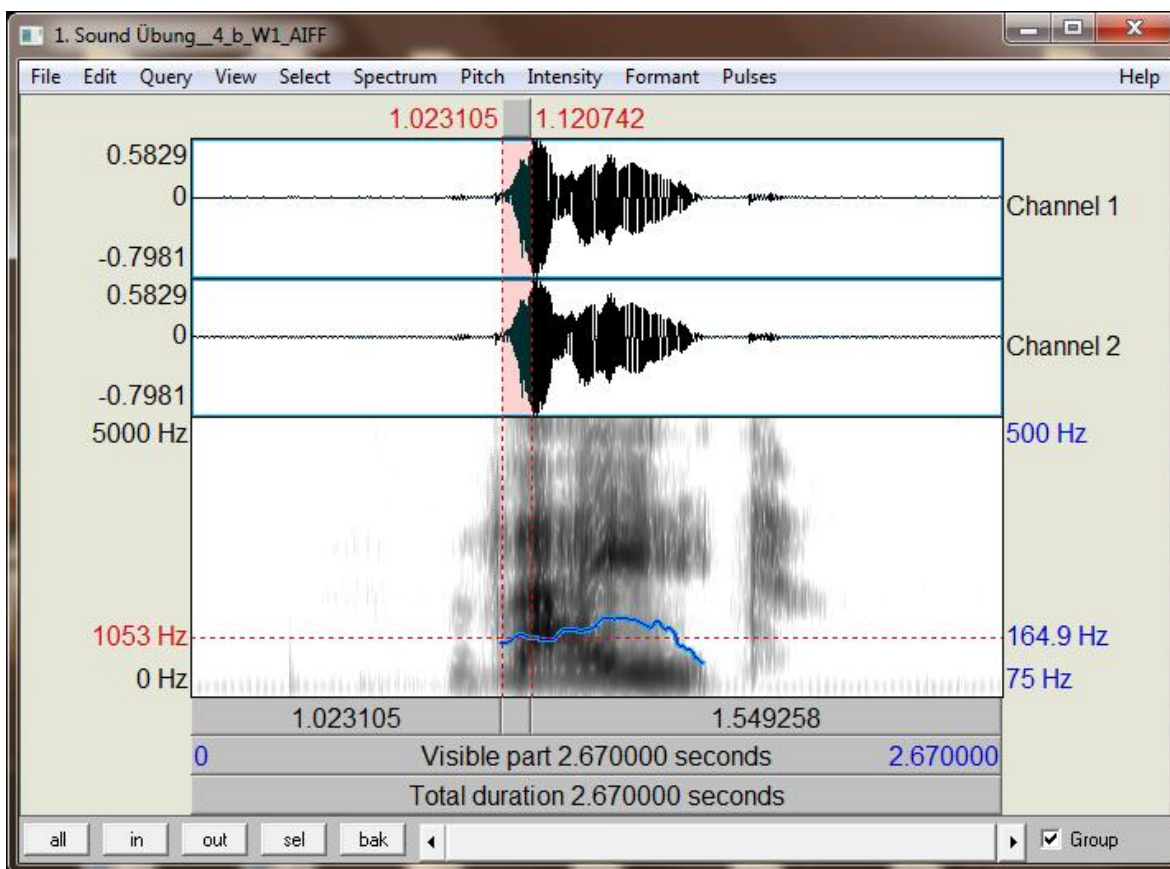 1. Sound Übung__4_b_W1_AIFF
File Edit Query View Select Spectrum Pitch Intensity Formant Pulses Help
1.023105 1.120742
0.5829
0
-0.7981
Channel 1
0.5829
0
-0.7981
Channel 2
5000 Hz 500 Hz
1053 Hz 164.9 Hz
0 Hz 75 Hz
1.023105 1.549258
0 Visible part 2.670000 seconds 2.670000
Total duration 2.670000 seconds
all in out sel bak Group